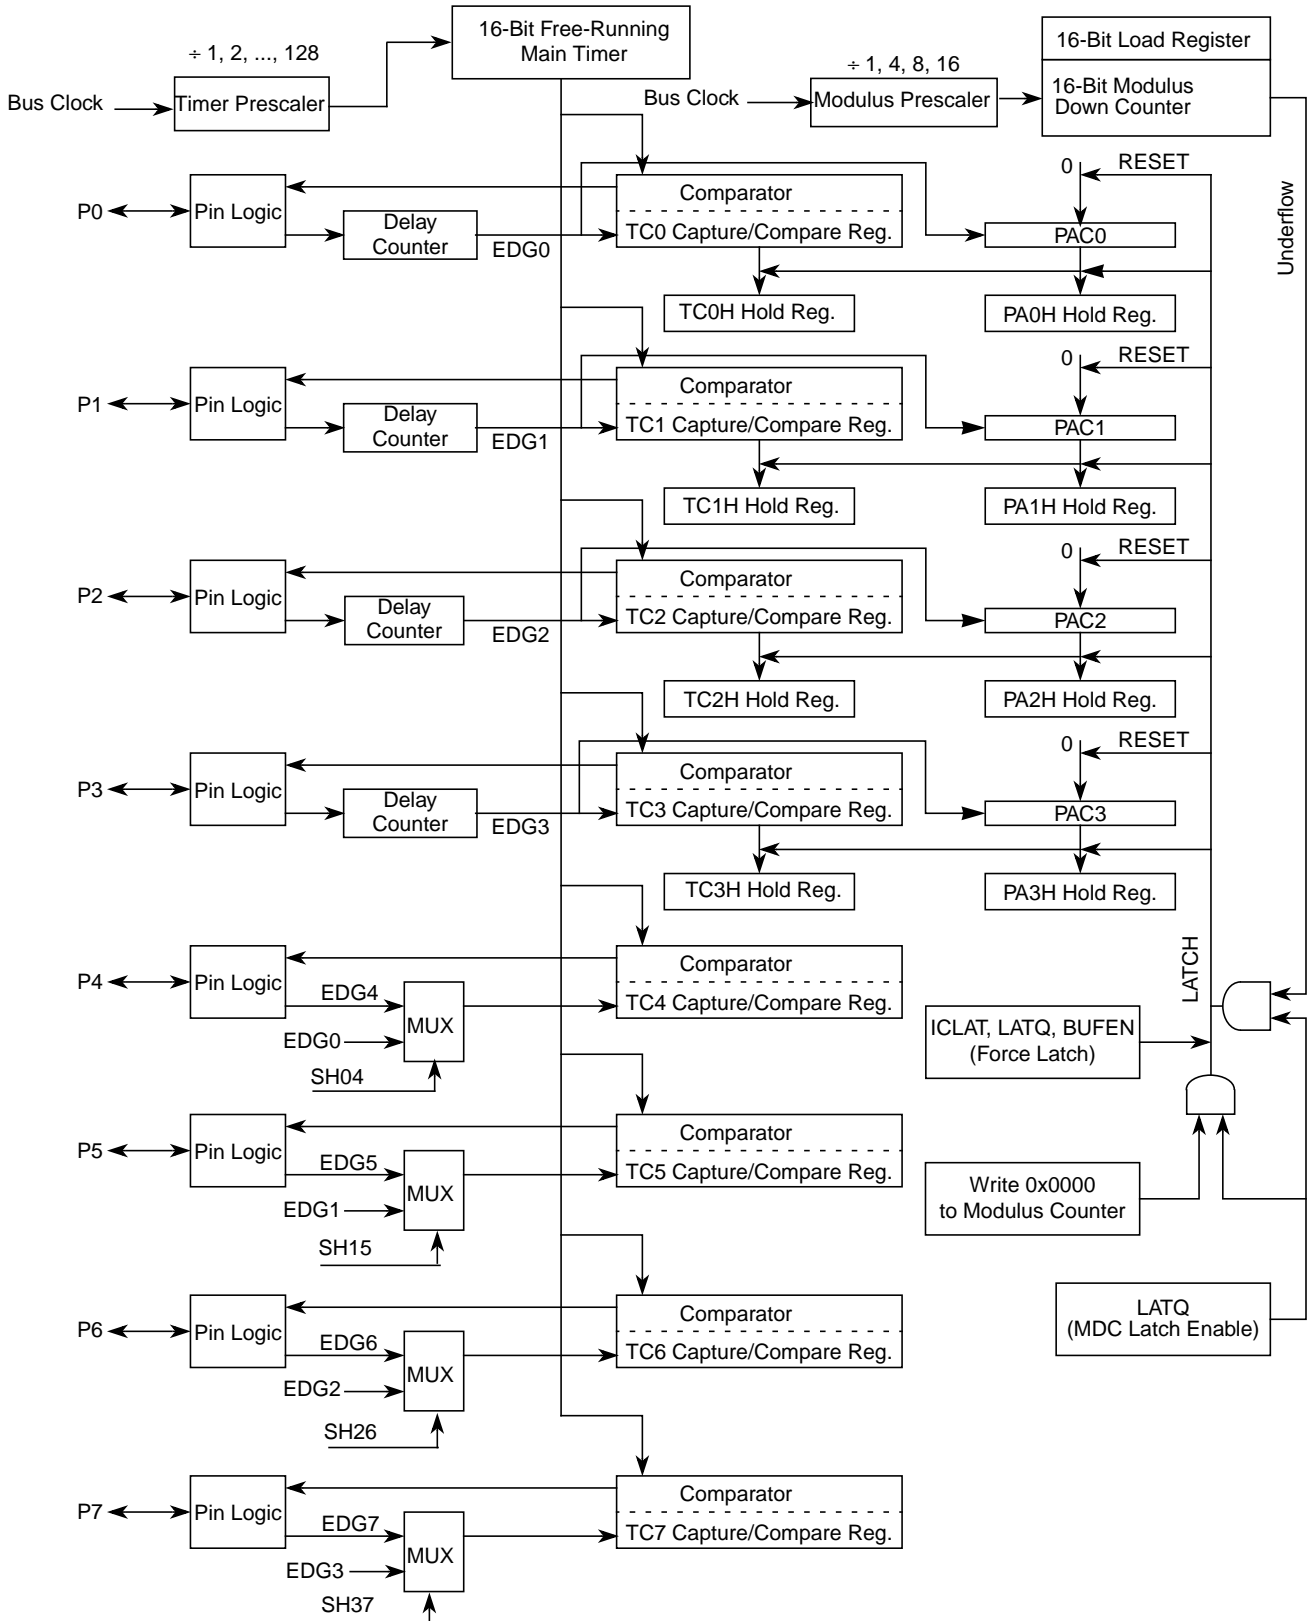 16-Bit Free-Running
Main Timer
16-Bit Load Register
÷ 1, 2, ..., 128
÷ 1, 4, 8, 16
16-Bit Modulus
Down Counter
Bus Clock
Timer Prescaler
Bus Clock
Modulus Prescaler
Underflow
P0
Pin Logic
Delay
Counter
EDG0
Comparator
TC0 Capture/Compare Reg.
0
RESET
PAC0
TC0H Hold Reg.
PA0H Hold Reg.
P1
Pin Logic
Delay
Counter
EDG1
Comparator
TC1 Capture/Compare Reg.
0
RESET
PAC1
TC1H Hold Reg.
PA1H Hold Reg.
P2
Pin Logic
Delay
Counter
EDG2
Comparator
TC2 Capture/Compare Reg.
0
RESET
PAC2
TC2H Hold Reg.
PA2H Hold Reg.
P3
Pin Logic
Delay
Counter
EDG3
Comparator
TC3 Capture/Compare Reg.
0
RESET
PAC3
TC3H Hold Reg.
PA3H Hold Reg.
LATCH
P4
Pin Logic
EDG4
EDG0
MUX
SH04
Comparator
TC4 Capture/Compare Reg.
ICLAT, LATQ, BUFEN
(Force Latch)
P5
Pin Logic
EDG5
EDG1
MUX
SH15
Comparator
TC5 Capture/Compare Reg.
Write 0x0000
to Modulus Counter
P6
Pin Logic
EDG6
EDG2
MUX
SH26
Comparator
TC6 Capture/Compare Reg.
LATQ
(MDC Latch Enable)
P7
Pin Logic
EDG7
EDG3
MUX
SH37
Comparator
TC7 Capture/Compare Reg.